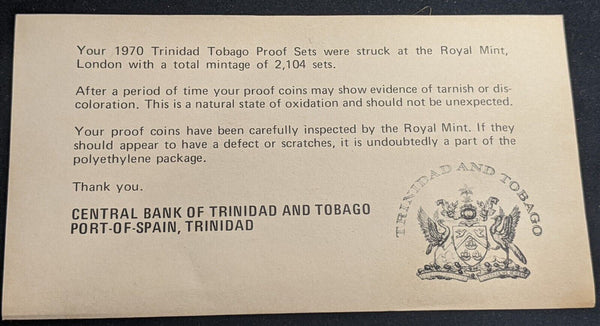 Your 1970 Trinidad Tobago Proof Sets were struck at the Royal Mint,
London with a total mintage of 2,104 sets.
After a period of time your proof coins may show evidence of tarnish or dis-
coloration. This is a natural state of oxidation and should not be unexpected.
Your proof coins have been carefully inspected by the Royal Mint. If they
should appear to have a defect or scratches, it is undoubtedly a part of the
polyethylene package.
Thank you.
CENTRAL BANK OF TRINIDAD AND TOBAGO
PORT-OF-SPAIN, TRINIDAD
TRINIDAD AND TOBAGO